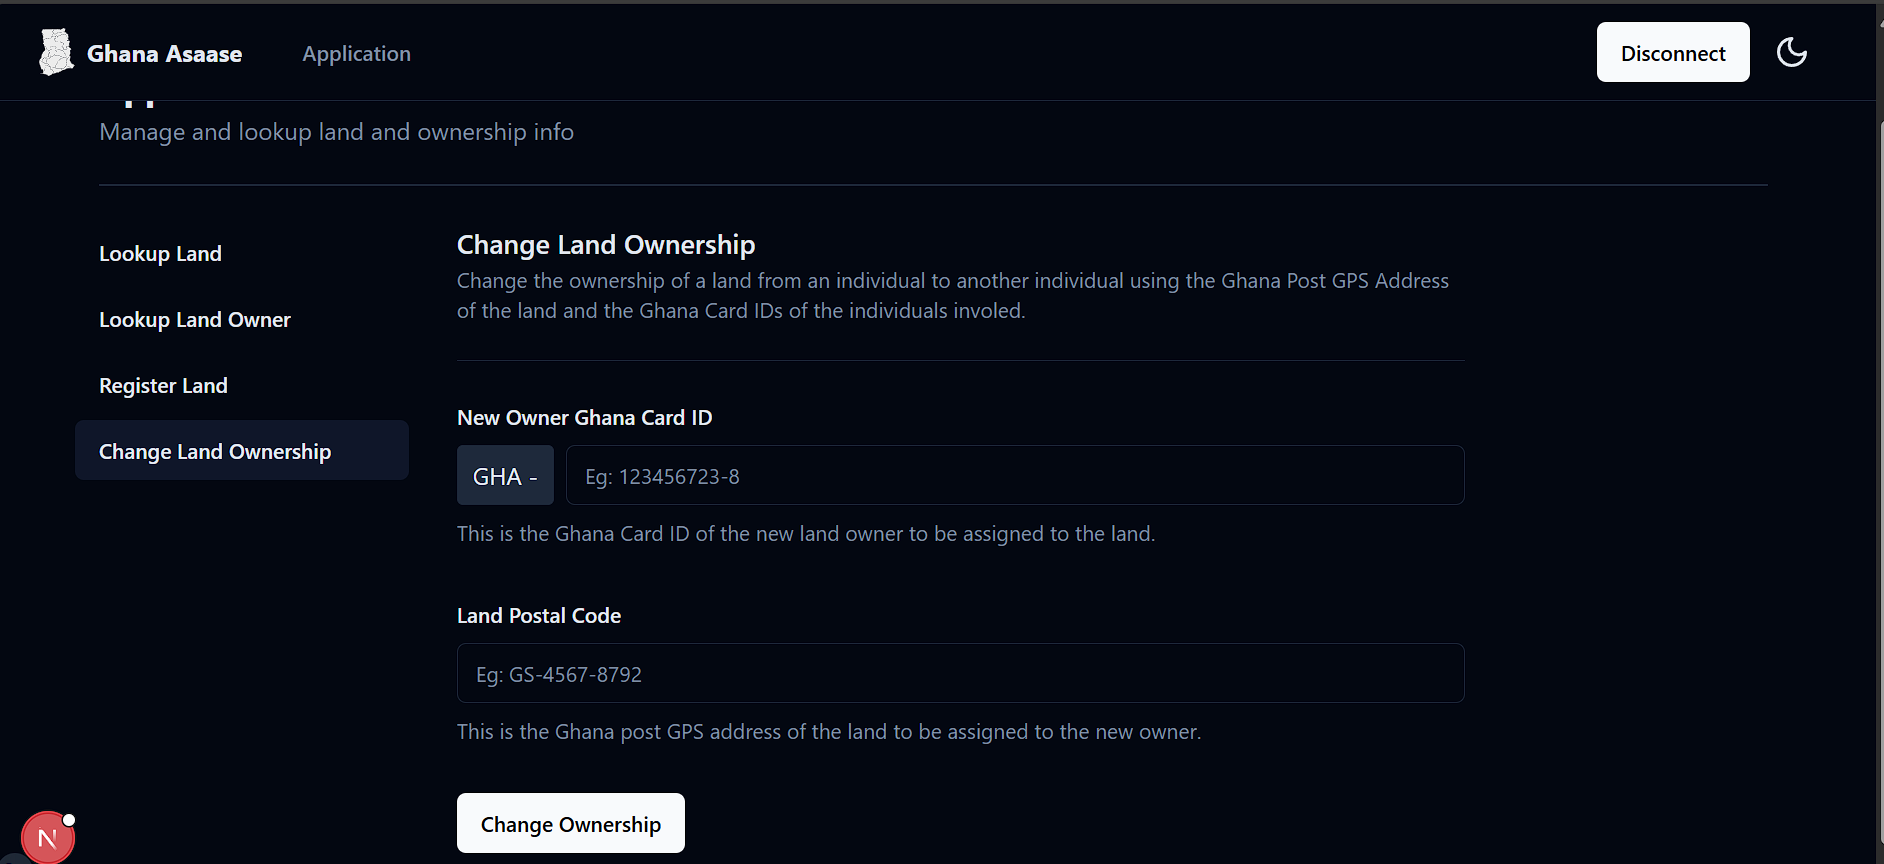 Ghana Asaase
Application
Disconnect
Manage and lookup land and ownership info
Lookup Land
Lookup Land Owner
Register Land
Change Land Ownership
Change Land Ownership
Change the ownership of a land from an individual to another individual using the Ghana Post GPS Address
of the land and the Ghana Card IDs of the individuals involed.
New Owner Ghana Card ID
GHA -
Eg: 123456723-8
This is the Ghana Card ID of the new land owner to be assigned to the land.
Land Postal Code
Eg: GS-4567-8792
This is the Ghana post GPS address of the land to be assigned to the new owner.
Change Ownership
N